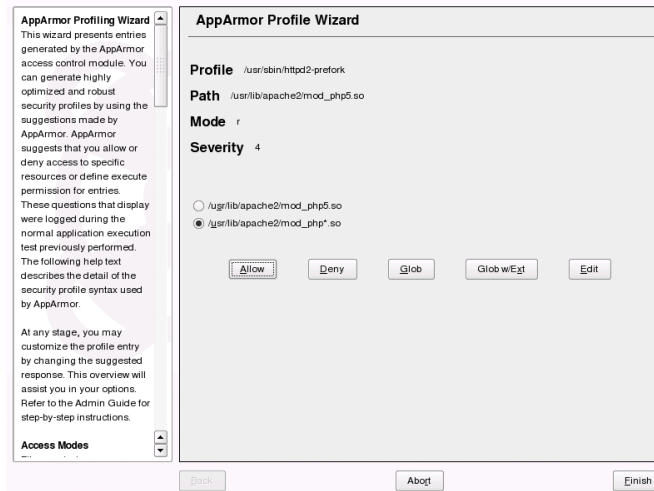 AppArmor Profiling Wizard
This wizard presents entries
generated by the AppArmor
access control module. You
can generate highly
optimized and robust
security profiles by using the
suggestions made by
AppArmor. AppArmor
suggests that you allow or
deny access to specific
resources or define execute
permission for entries.
These questions that display
were logged during the
normal application execution
test previously performed.
The following help text
describes the detail of the
security profile syntax used
by AppArmor.
At any stage, you may
customize the profile entry
by changing the suggested
response. This overview will
assist you in your options.
Refer to the Admin Guide for
step-by-step instructions.
Access Modes
AppArmor Profile Wizard
Profile /usr/sbin/httpd2-prefork
Path /usr/lib/apache2/mod_php5.so
Mode r
Severity 4
/usr/lib/apache2/mod_php5.so
/usr/lib/apache2/mod_php*.so
Allow Deny Glob Glob w/Ext Edit
Back Abort Finish